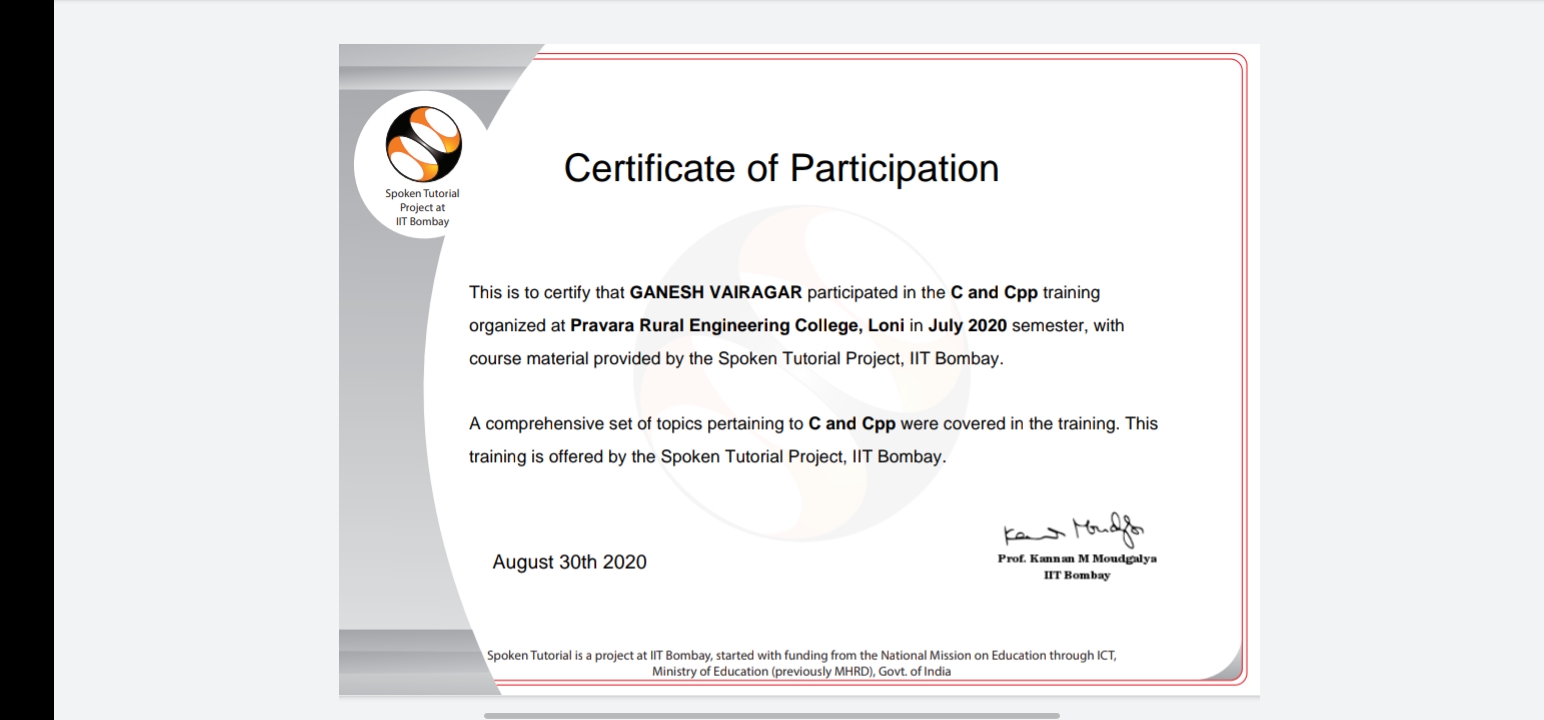 Spoken Tutorial
Project at
IIT Bombay
Certificate of Participation
This is to certify that GANESH VAIRAGAR participated in the C and Cpp training
organized at Pravara Rural Engineering College, Loni in July 2020 semester, with
course material provided by the Spoken Tutorial Project, IIT Bombay.
A comprehensive set of topics pertaining to C and Cpp were covered in the training. This
training is offered by the Spoken Tutorial Project, IIT Bombay.
August 30th 2020
Prof. Kannan M Moudgalya
IIT Bombay
Spoken Tutorial is a project at IIT Bombay, started with funding from the National Mission on Education through ICT,
Ministry of Education (previously MHRD), Govt. of India